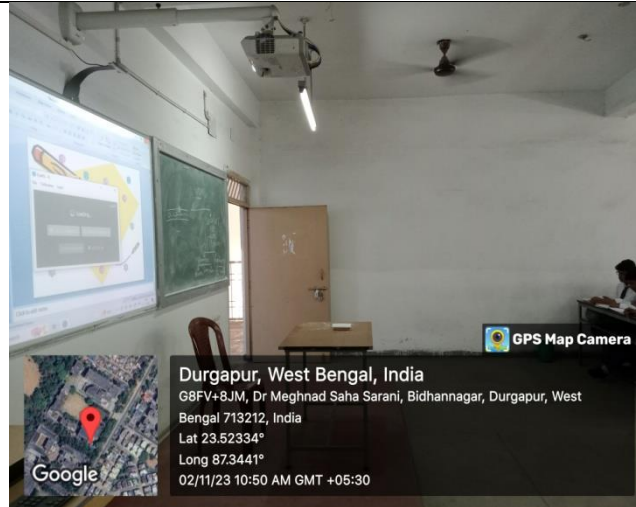 GPS Map Camera
Durgapur, West Bengal, India
G8FV+8JM, Dr Meghnad Saha Sarani, Bidhannagar, Durgapur, West
Bengal 713212, India
Lat 23.52334°
Long 87.3441°
02/11/23 10:50 AM GMT +05:30
Google